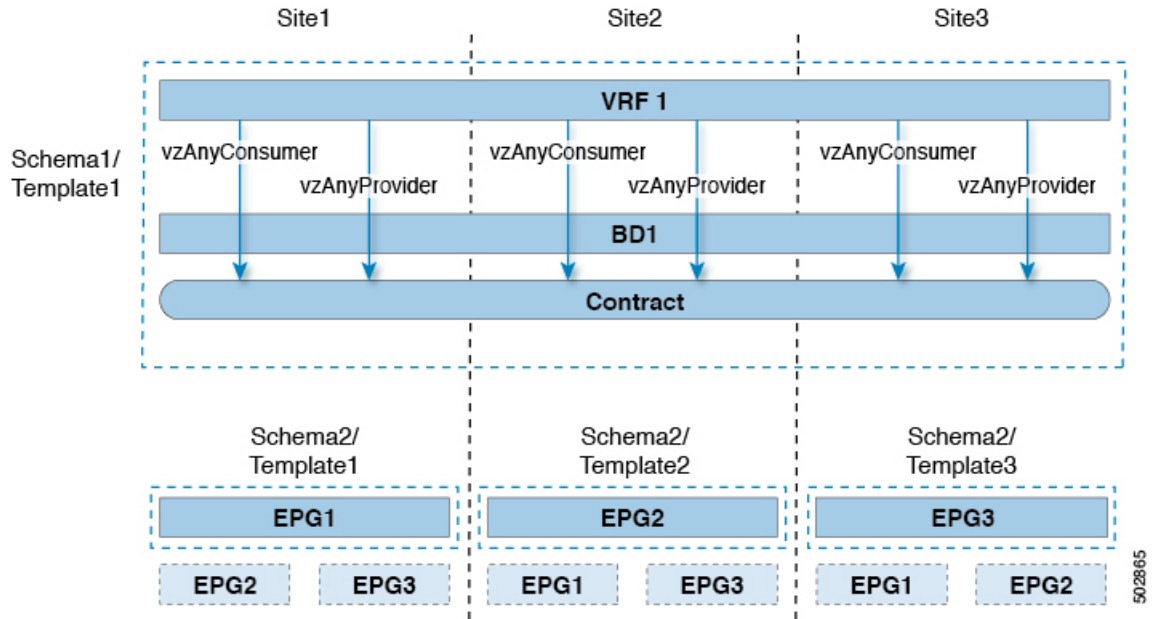 Site1
Site2
Site3
VRF 1
Schema1/
Template1
vzAnyConsumer
vzAnyProvider
vzAnyConsumer
vzAnyProvider
vzAnyConsumer
vzAnyProvider
BD1
Contract
Schema2/
Template1
Schema2/
Template2
Schema2/
Template3
EPG1
EPG2
EPG3
EPG2
EPG3
EPG1
EPG3
EPG1
EPG2
502865